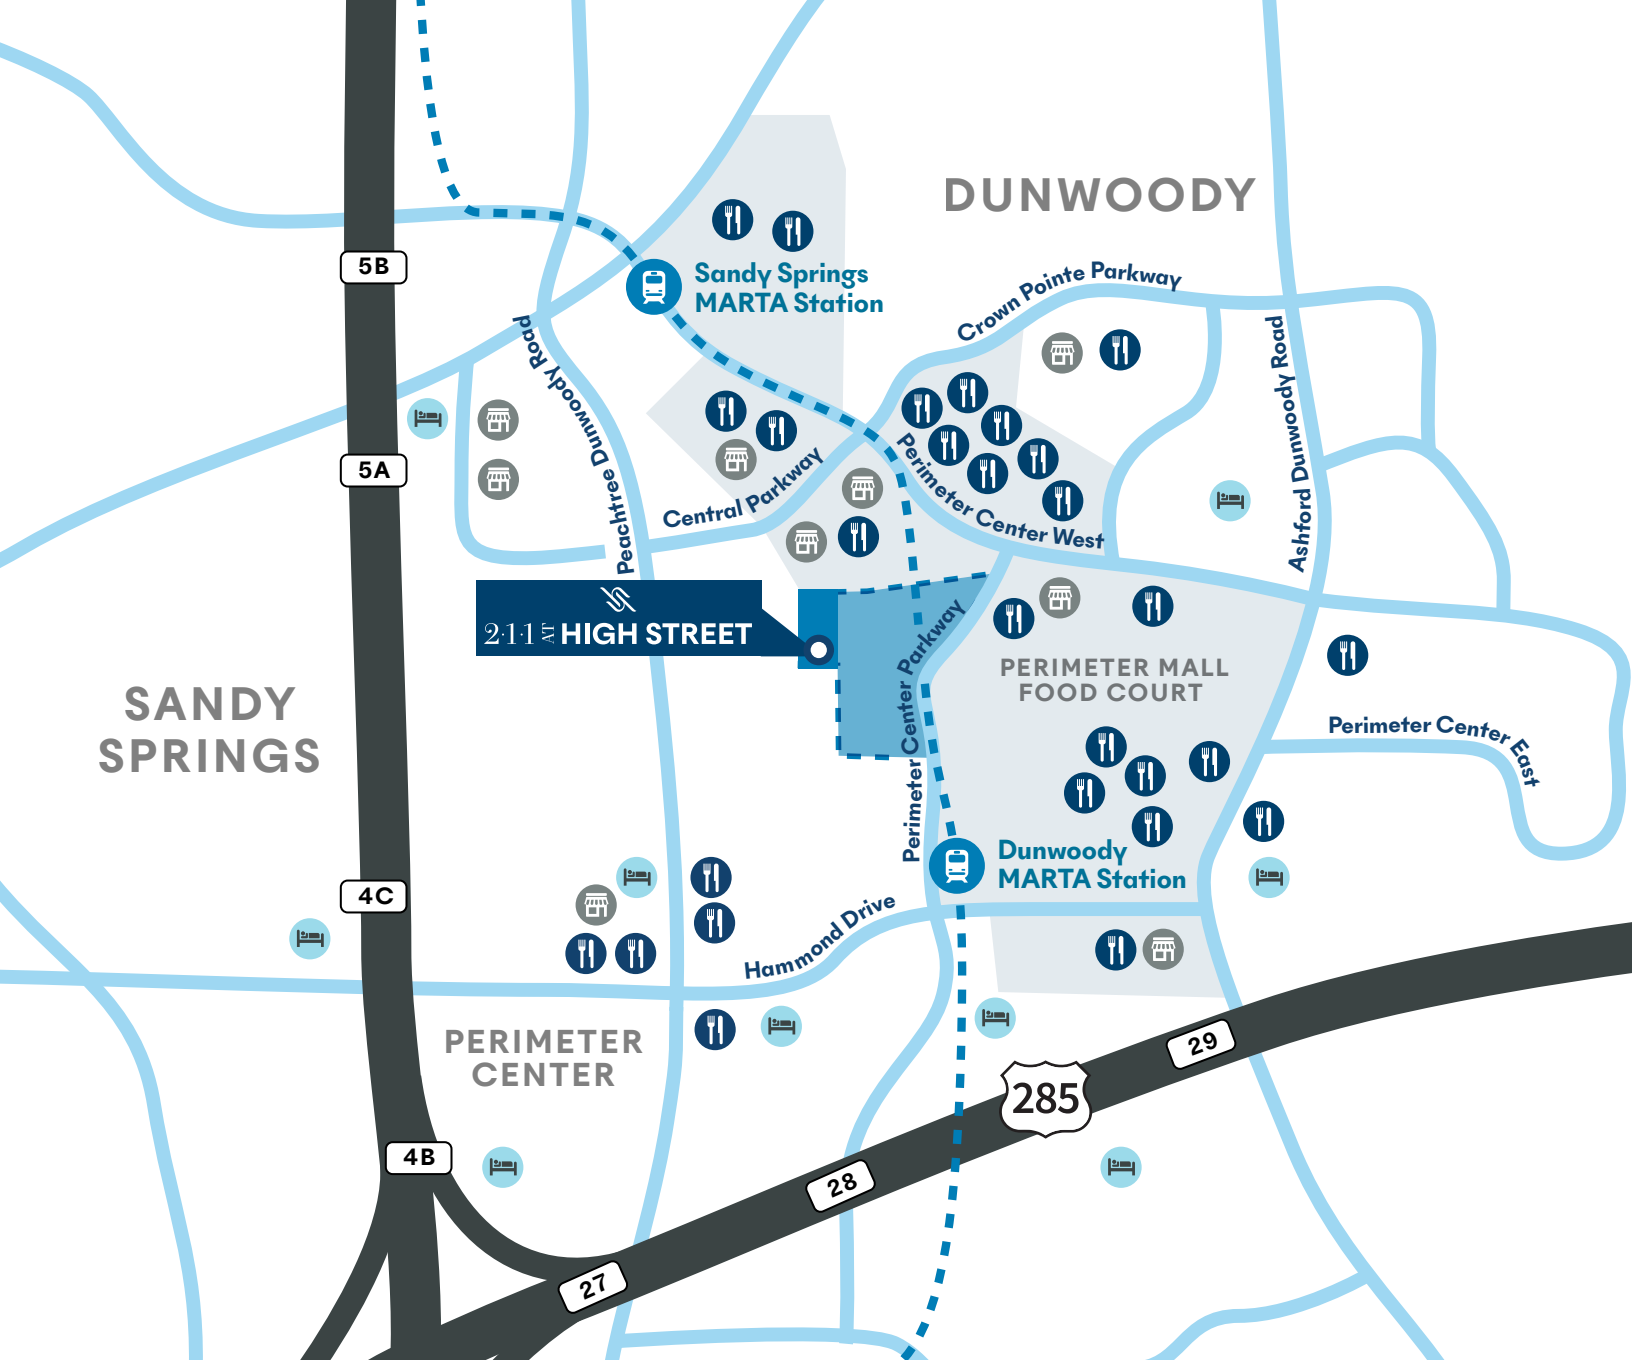 DUNWOODY
5B
Sandy Springs
MARTA Station
Crown Pointe Parkway
Peachtree Dunwoody Road
Ashford Dunwoody Road
5A
Central Parkway
Perimeter Center West
2·1·1 AT HIGH STREET
Perimeter Center Parkway
PERIMETER MALL
FOOD COURT
SANDY
SPRINGS
Perimeter Center East
Dunwoody
MARTA Station
4C
Hammond Drive
PERIMETER
CENTER
29
285
4B
28
27